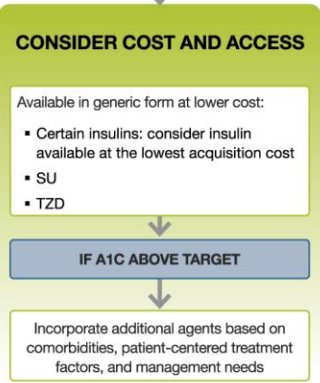 CONSIDER COST AND ACCESS
Available in generic form at lower cost:
▪ Certain insulins: consider insulin
available at the lowest acquisition cost
▪ SU
▪ TZD
IF A1C ABOVE TARGET
Incorporate additional agents based on
comorbidities, patient-centered treatment
factors, and management needs